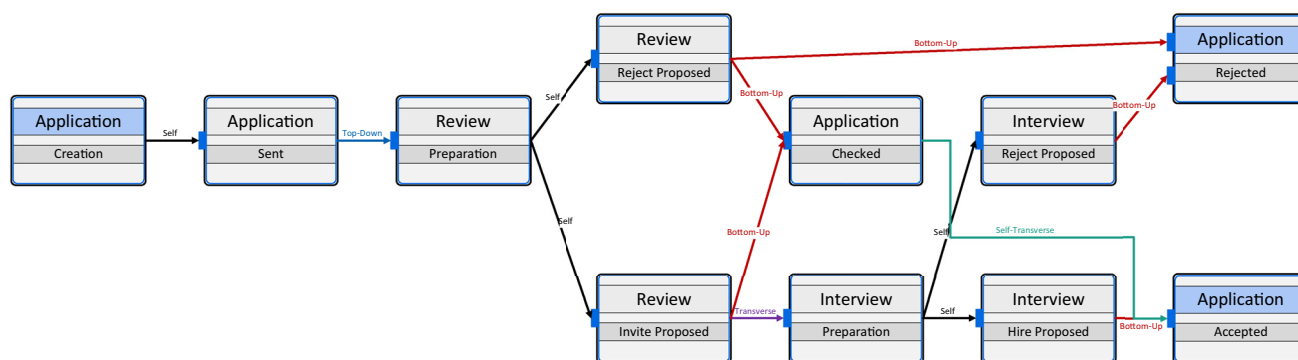 Review
Reject Proposed
Bottom-Up
Application
Rejected
Self
Bottom-Up
Bottom-Up
Application
Creation
Self
Application
Sent
Top-Down
Review
Preparation
Application
Checked
Interview
Reject Proposed
Self
Bottom-Up
Self
Self-Transverse
Review
Invite Proposed
Transverse
Interview
Preparation
Self
Interview
Hire Proposed
Bottom-Up
Application
Accepted